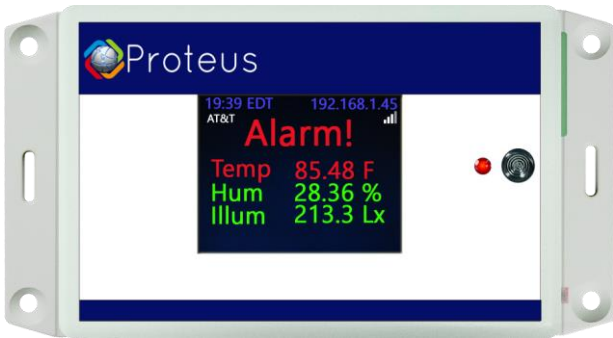 Proteus
19:39 EDT 192.168.1.45
AT&T
Alarm!
Temp 85.48 F
Hum 28.36 %
Illum 213.3 Lx